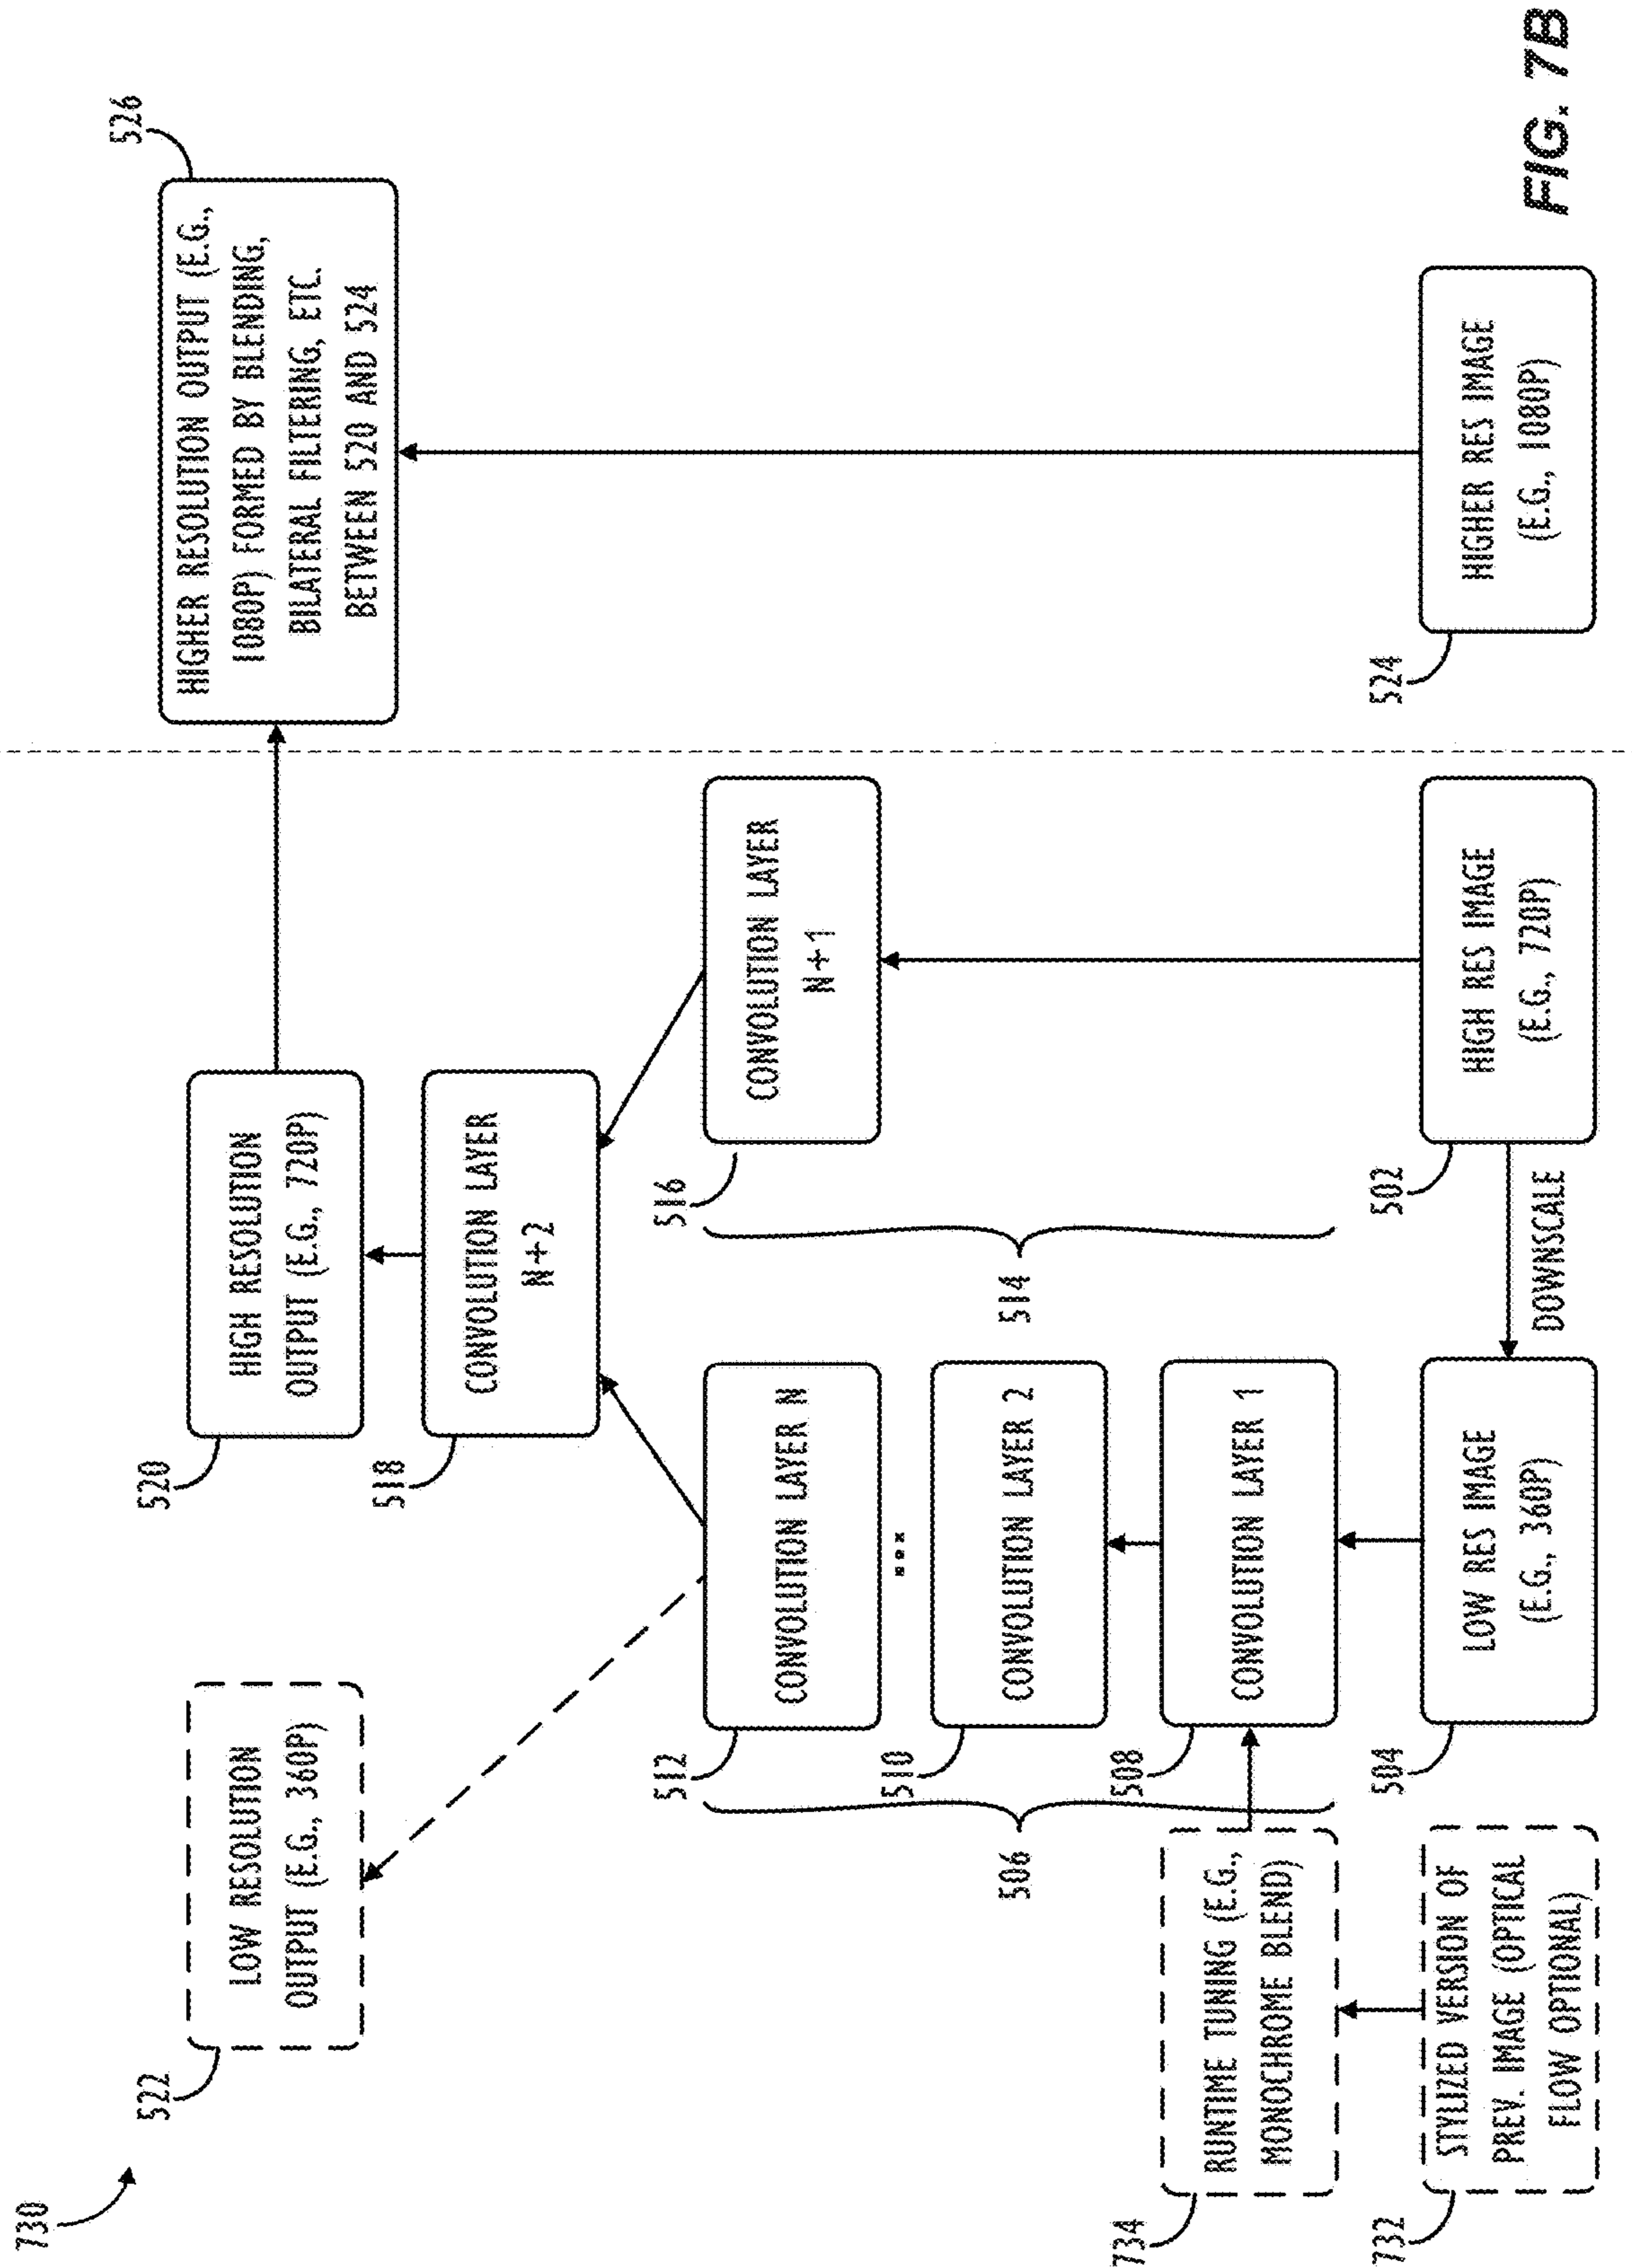 730
522
LOW RESOLUTION
OUTPUT (E.G., 360P)
520
HIGH RESOLUTION
OUTPUT (E.G., 720P)
526
HIGHER RESOLUTION OUTPUT (E.G.,
1080P) FORMED BY BLENDING,
BILATERAL FILTERING, ETC.
BETWEEN 520 AND 524
518
CONVOLUTION LAYER
N+2
512
CONVOLUTION LAYER N
516
CONVOLUTION LAYER
N+1
...
510
CONVOLUTION LAYER 2
506
514
734
RUNTIME TUNING (E.G.,
MONOCHROME BLEND)
508
CONVOLUTION LAYER 1
732
STYLIZED VERSION OF
PREV. IMAGE (OPTICAL
FLOW OPTIONAL)
504
LOW RES IMAGE
(E.G., 360P)
DOWNSCALE
502
HIGH RES IMAGE
(E.G., 720P)
524
HIGHER RES IMAGE
(E.G., 1080P)
FIG. 7B